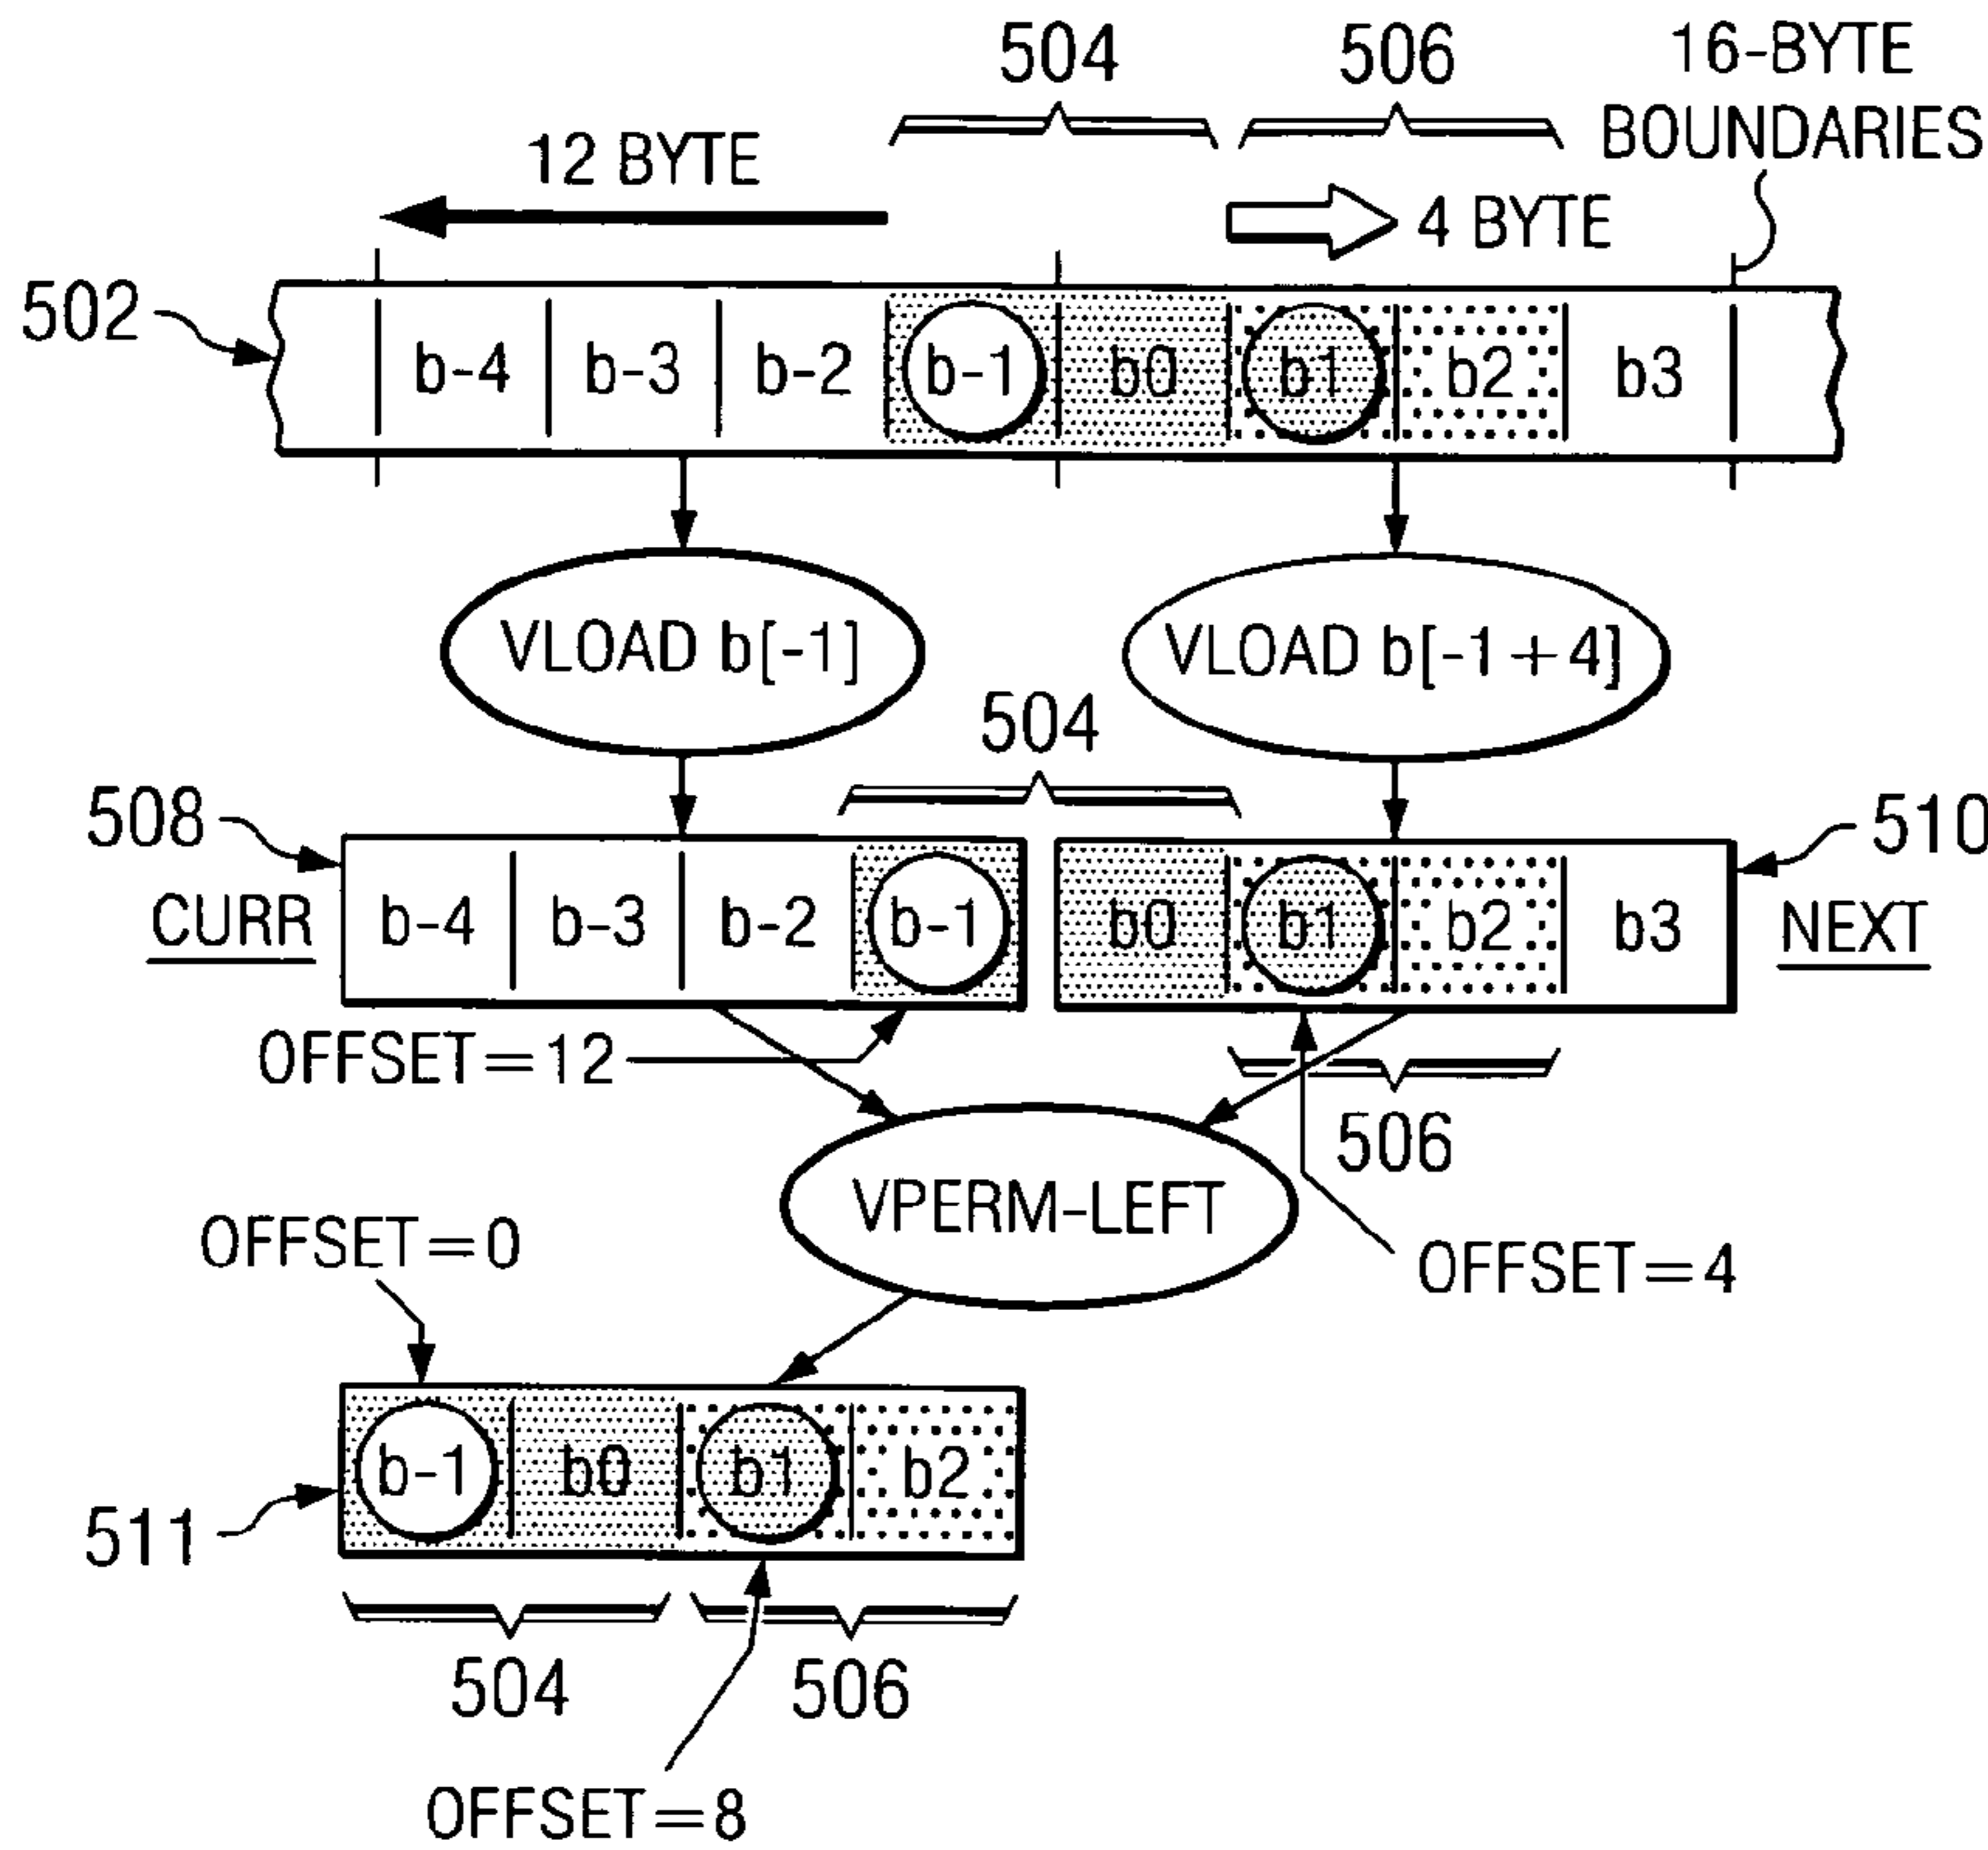 504 506 16-BYTE
BOUNDARIES
12 BYTE
4 BYTE
502
b-4 b-3 b-2 b-1 b0 b1 b2 b3
VLOAD b[-1] VLOAD b[-1+4]
504
508 510
CURR b-4 b-3 b-2 b-1 b0 b1 b2 b3 NEXT
OFFSET=12
506
VPERM-LEFT
OFFSET=0 OFFSET=4
b-1 b0 b1 b2
511
504 506
OFFSET=8